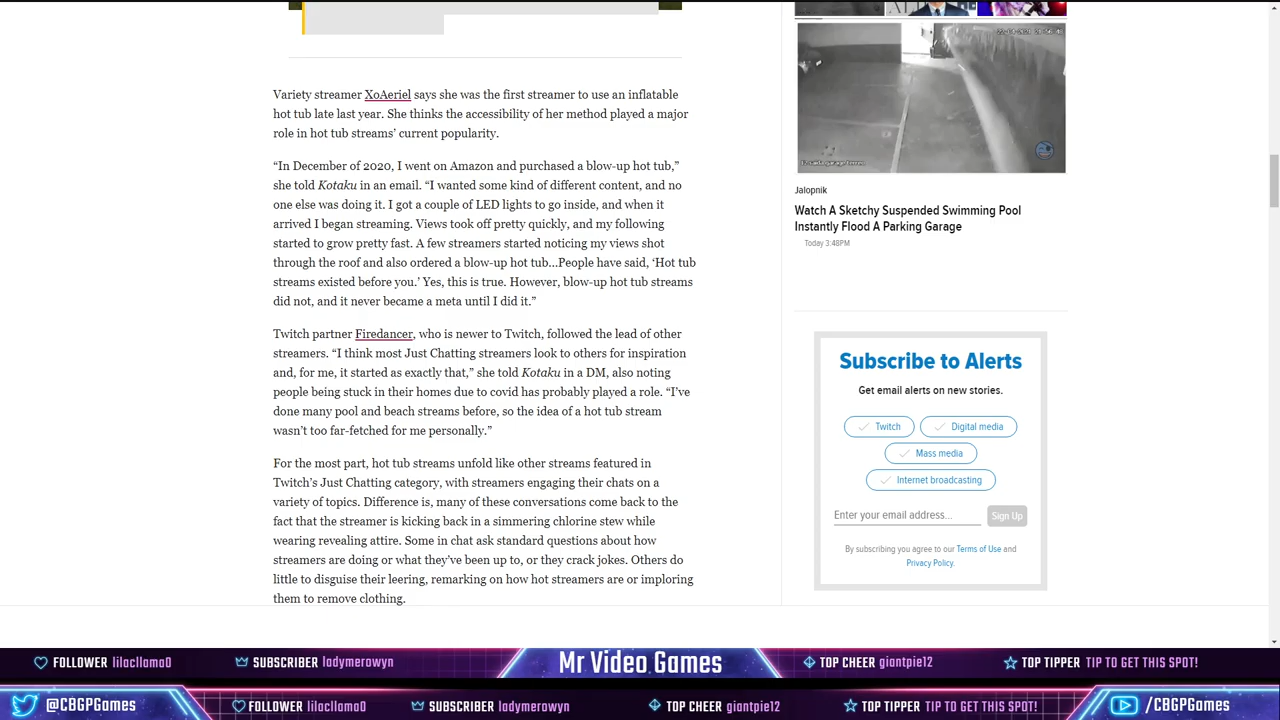 Variety streamer XoAeriel says she was the first streamer to use an inflatable
hot tub late last year. She thinks the accessibility of her method played a major
role in hot tub streams’ current popularity.
“In December of 2020, I went on Amazon and purchased a blow-up hot tub,”
she told Kotaku in an email. “I wanted some kind of different content, and no
one else was doing it. I got a couple of LED lights to go inside, and when it
arrived I began streaming. Views took off pretty quickly, and my following
started to grow pretty fast. A few streamers started noticing my views shot
through the roof and also ordered a blow-up hot tub…People have said, ‘Hot tub
streams existed before you.’ Yes, this is true. However, blow-up hot tub streams
did not, and it never became a meta until I did it.”
Twitch partner Firedancer, who is newer to Twitch, followed the lead of other
streamers. “I think most Just Chatting streamers look to others for inspiration
and, for me, it started as exactly that,” she told Kotaku in a DM, also noting
people being stuck in their homes due to covid has probably played a role. “I’ve
done many pool and beach streams before, so the idea of a hot tub stream
wasn’t too far-fetched for me personally.”
For the most part, hot tub streams unfold like other streams featured in
Twitch’s Just Chatting category, with streamers engaging their chats on a
variety of topics. Difference is, many of these conversations come back to the
fact that the streamer is kicking back in a simmering chlorine stew while
wearing revealing attire. Some in chat ask standard questions about how
streamers are doing or what they’ve been up to, or they crack jokes. Others do
little to disguise their leering, remarking on how hot streamers are or imploring
them to remove clothing.
Jalopnik
Watch A Sketchy Suspended Swimming Pool
Instantly Flood A Parking Garage
Today 3:48PM
Subscribe to Alerts
Get email alerts on new stories.
Twitch
Digital media
Mass media
Internet broadcasting
Enter your email address...
Sign Up
By subscribing you agree to our Terms of Use and
Privacy Policy.
FOLLOWER lilacllama0
SUBSCRIBER ladymerowyn
Mr Video Games
TOP CHEER giantpie12
TOP TIPPER TIP TO GET THIS SPOT!
@CBGPGames
FOLLOWER lilacllama0
SUBSCRIBER ladymerowyn
TOP CHEER giantpie12
TOP TIPPER TIP TO GET THIS SPOT!
/CBGPGames